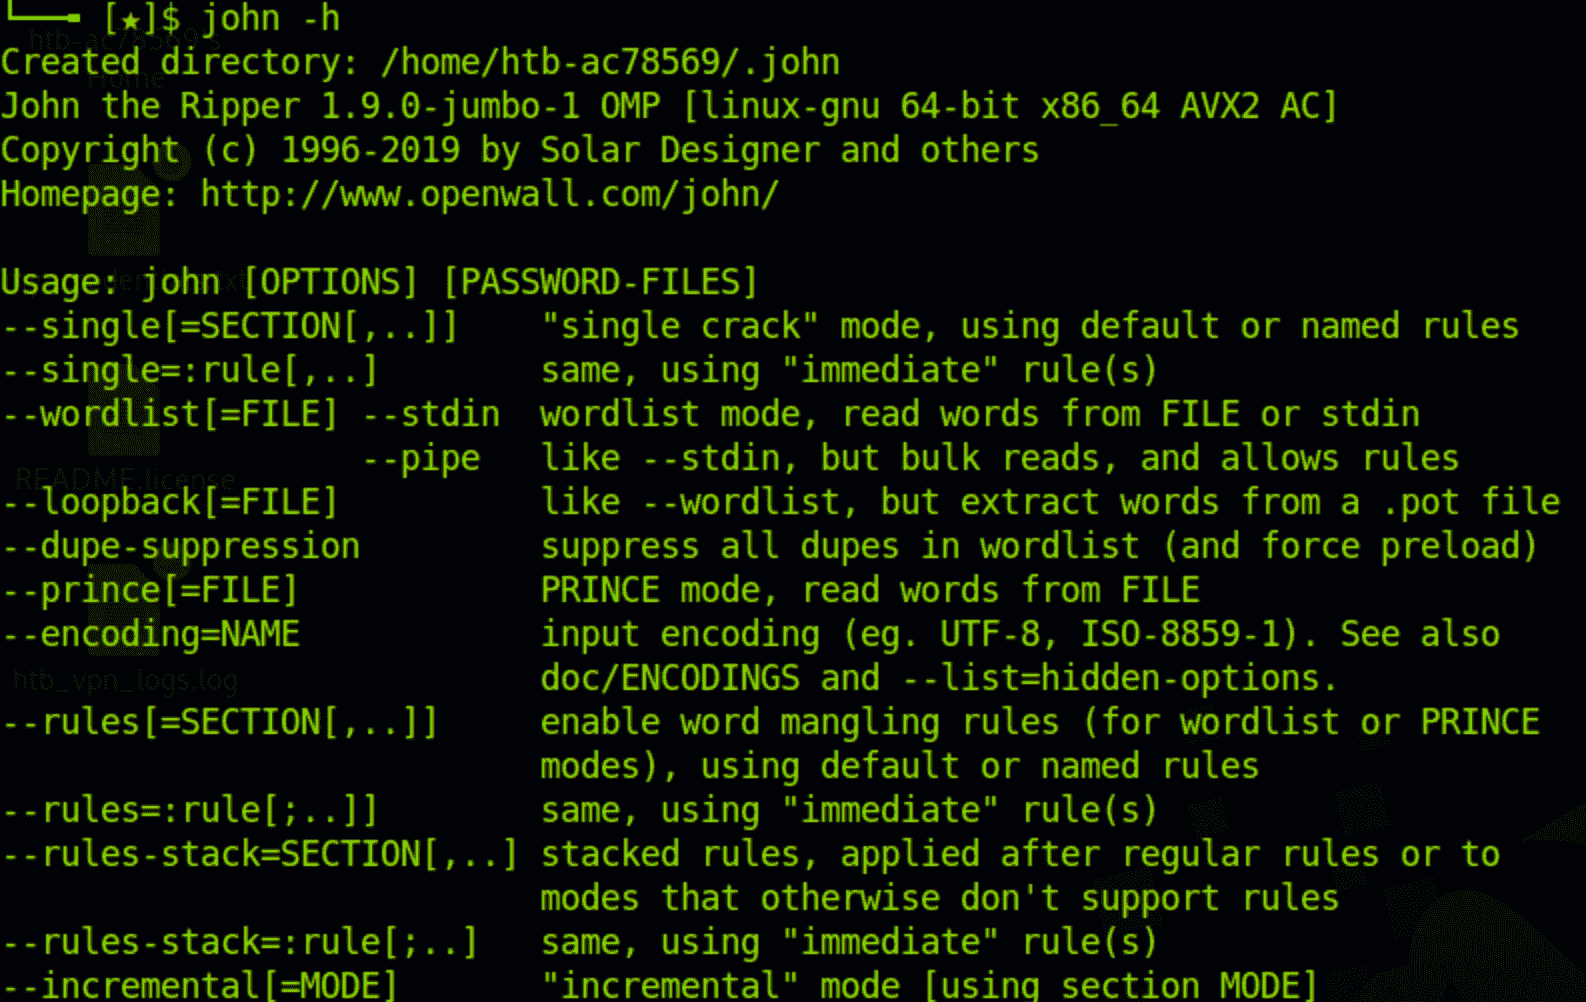 [★]$ john -h
Created directory: /home/htb-ac78569/.john
John the Ripper 1.9.0-jumbo-1 OMP [linux-gnu 64-bit x86_64 AVX2 AC]
Copyright (c) 1996-2019 by Solar Designer and others
Homepage: http://www.openwall.com/john/

Usage: john [OPTIONS] [PASSWORD-FILES]
--single[=SECTION[,..]]    "single crack" mode, using default or named rules
--single=:rule[,..]        same, using "immediate" rule(s)
--wordlist[=FILE] --stdin  wordlist mode, read words from FILE or stdin
                  --pipe   like --stdin, but bulk reads, and allows rules
--loopback[=FILE]          like --wordlist, but extract words from a .pot file
--dupe-suppression         suppress all dupes in wordlist (and force preload)
--prince[=FILE]            PRINCE mode, read words from FILE
--encoding=NAME            input encoding (eg. UTF-8, ISO-8859-1). See also
                           doc/ENCODINGS and --list=hidden-options.
--rules[=SECTION[,..]]     enable word mangling rules (for wordlist or PRINCE
                           modes), using default or named rules
--rules=:rule[;..]]        same, using "immediate" rule(s)
--rules-stack=SECTION[,..] stacked rules, applied after regular rules or to
                           modes that otherwise don't support rules
--rules-stack=:rule[;..]   same, using "immediate" rule(s)
--incremental[=MODE]       "incremental" mode [using section MODE]
README.license
htb_vpn_logs.log